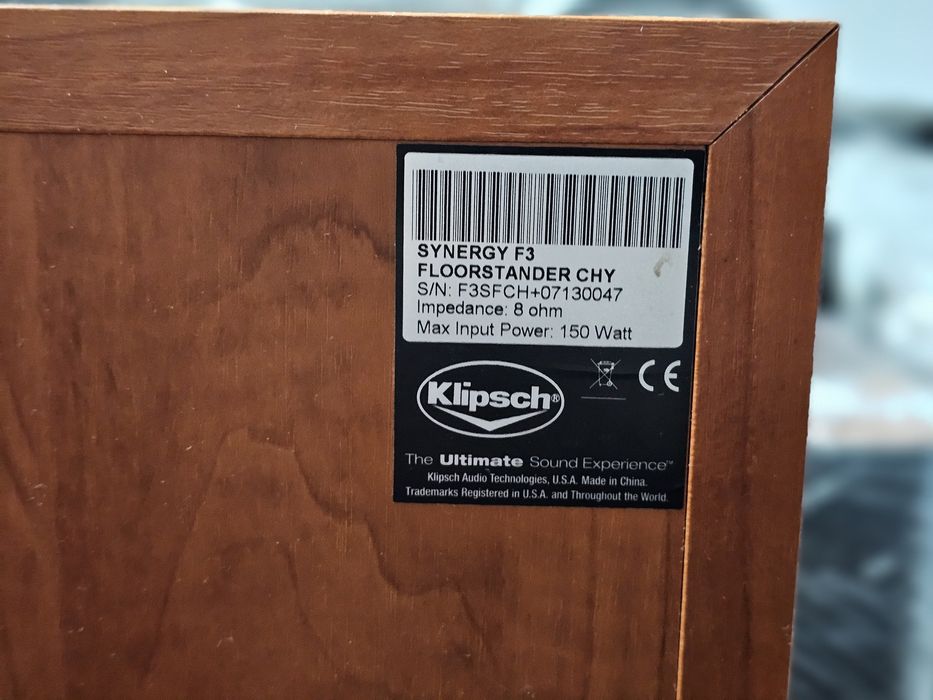 SYNERGY F3
FLOORSTANDER CHY
S/N: F3SFCH+07130047
Impedance: 8 ohm
Max Input Power: 150 Watt
Klipsch®
CE
The Ultimate Sound Experience™
Klipsch Audio Technologies, U.S.A. Made in China.
Trademarks Registered in U.S.A. and Throughout the World.